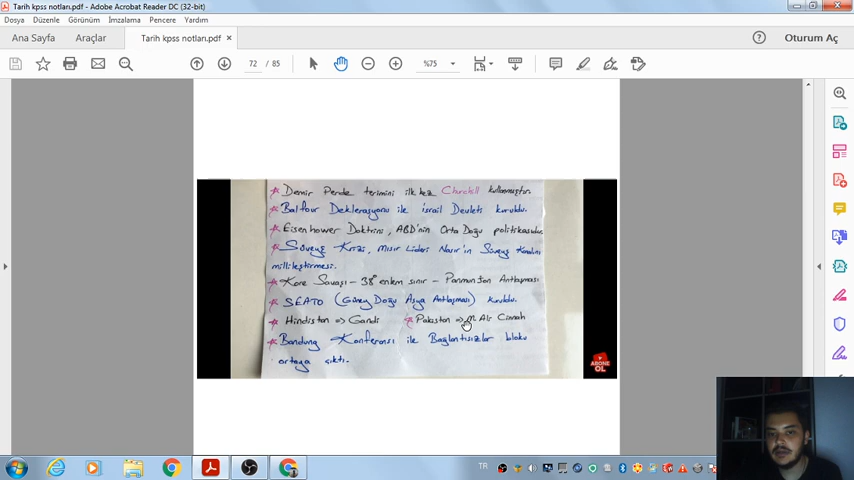 Tarih kpss notları.pdf - Adobe Acrobat Reader DC (32-bit)
Dosya Düzenle Görünüm İmzalama Pencere Yardım
Ana Sayfa Araçlar Tarih kpss notları.pdf × Oturum Aç
72 / 85 %75
Demir Perde terimini ilk kez Churchill kullanmıştır.
Balfour Deklerasyonu ile İsrail Devleti kuruldu.
Eisenhower Doktrini, ABD'nin Orta Doğu politikasıdır.
Süveyş Krizi, Mısır Lideri Nasır'ın Süveyş Kanalını
millileştirmesi.
Kore Savaşı - 38° enlem sınır - Panmunjon Antlaşması
SEATO (Güney Doğu Asya Antlaşması) kuruldu.
Hindistan => Gandi Pakistan => M. Ali Cinnah
Bandung Konferansı ile Bağlantısızlar bloku
ortaya çıktı.
ABONE
OL
TR